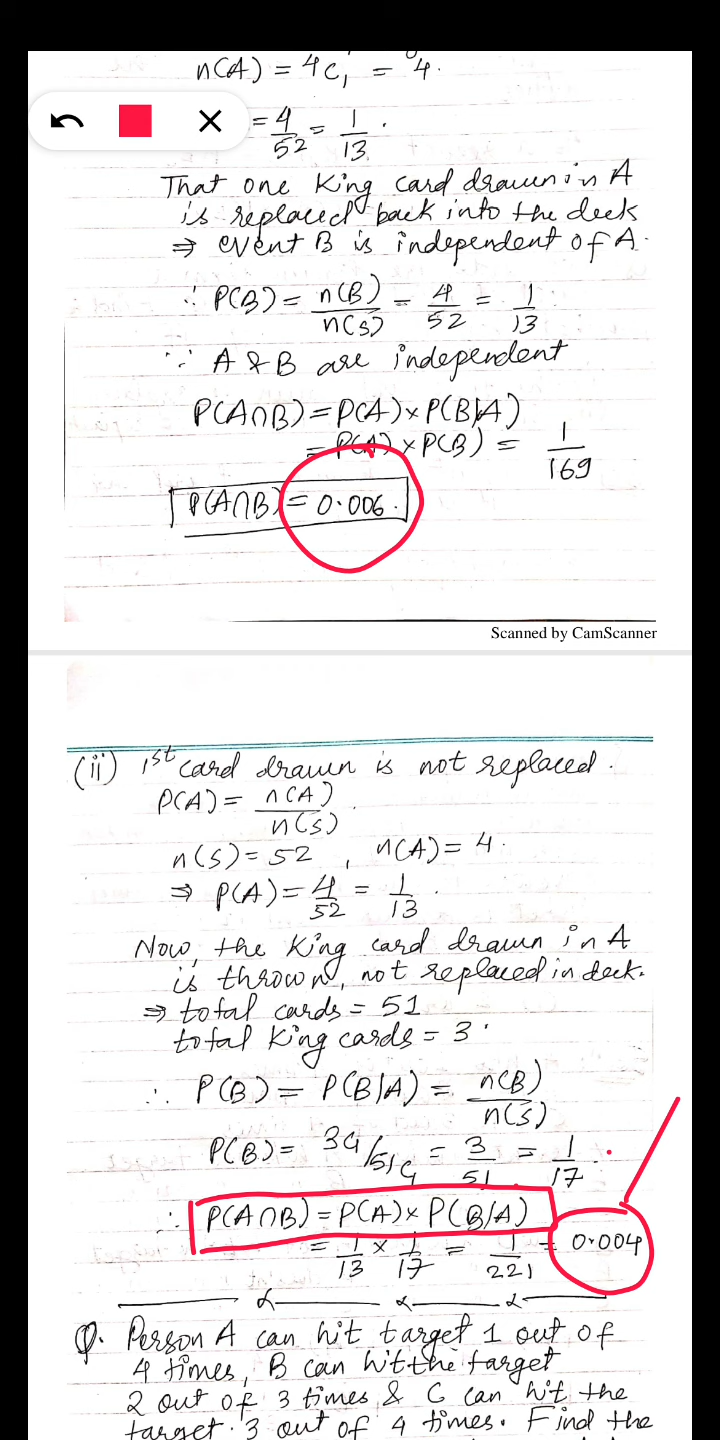 n(A) = 4C₁ = 4.
= 4/52 = 1/13.
That one King card drawn in A
is replaced back into the deck
⇒ event B is independent of A.
∴ P(B) = n(B)/n(S) = 4/52 = 1/13
∵ A & B are independent
P(A∩B) = P(A) × P(B|A)
= P(A) × P(B) = 1/169
P(A∩B) = 0.006.
Scanned by CamScanner
(ii) 1st card drawn is not replaced.
P(A) = n(A)/n(S).
n(S) = 52, n(A) = 4.
⇒ P(A) = 4/52 = 1/13.
Now, the King card drawn in A
is thrown, not replaced in deck.
⇒ total cards = 51
total King cards = 3.
∴ P(B) = P(B|A) = n(B)/n(S)
P(B) = 3C₁/51C₁ = 3/51 = 1/17.
∴ P(A∩B) = P(A) × P(B/A)
= 1/13 × 1/17 = 1/221 = 0.004
Q. Person A can hit target 1 out of
4 times, B can hit the target
2 out of 3 times & C can hit the
target 3 out of 4 times. Find the